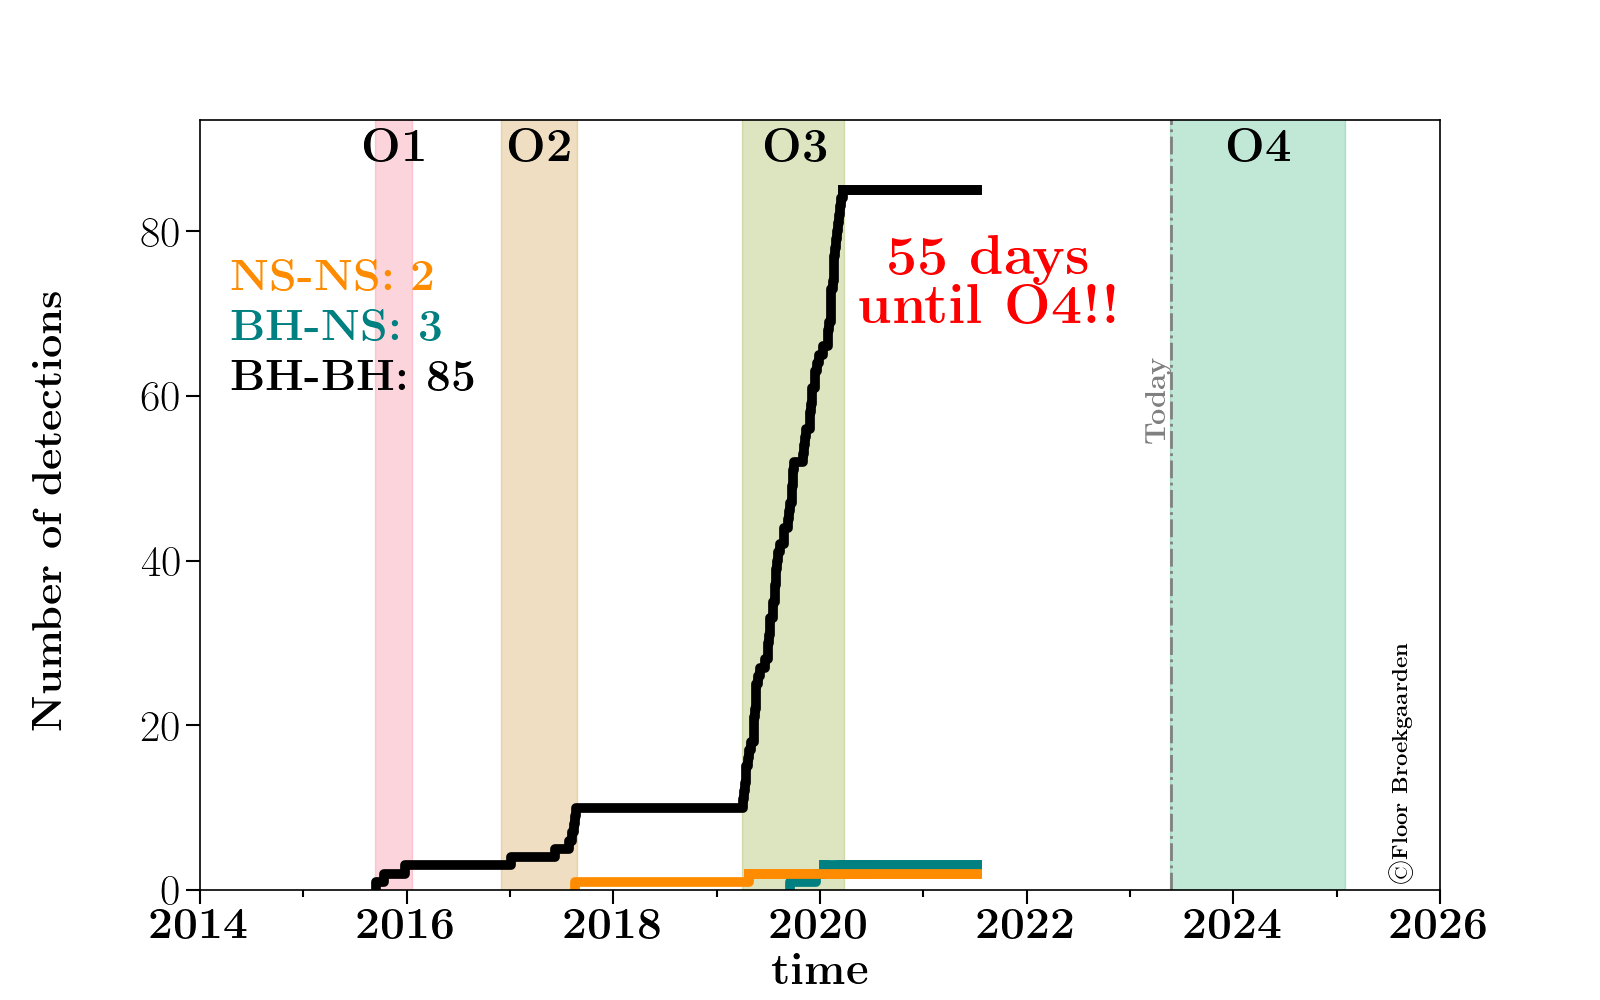 O1
O2
O3
O4
80
60
40
20
0
Number of detections
NS-NS: 2
BH-NS: 3
BH-BH: 85
55 days
until O4!!
Today
©Floor Broekgaarden
2014
2016
2018
2020
2022
2024
2026
time